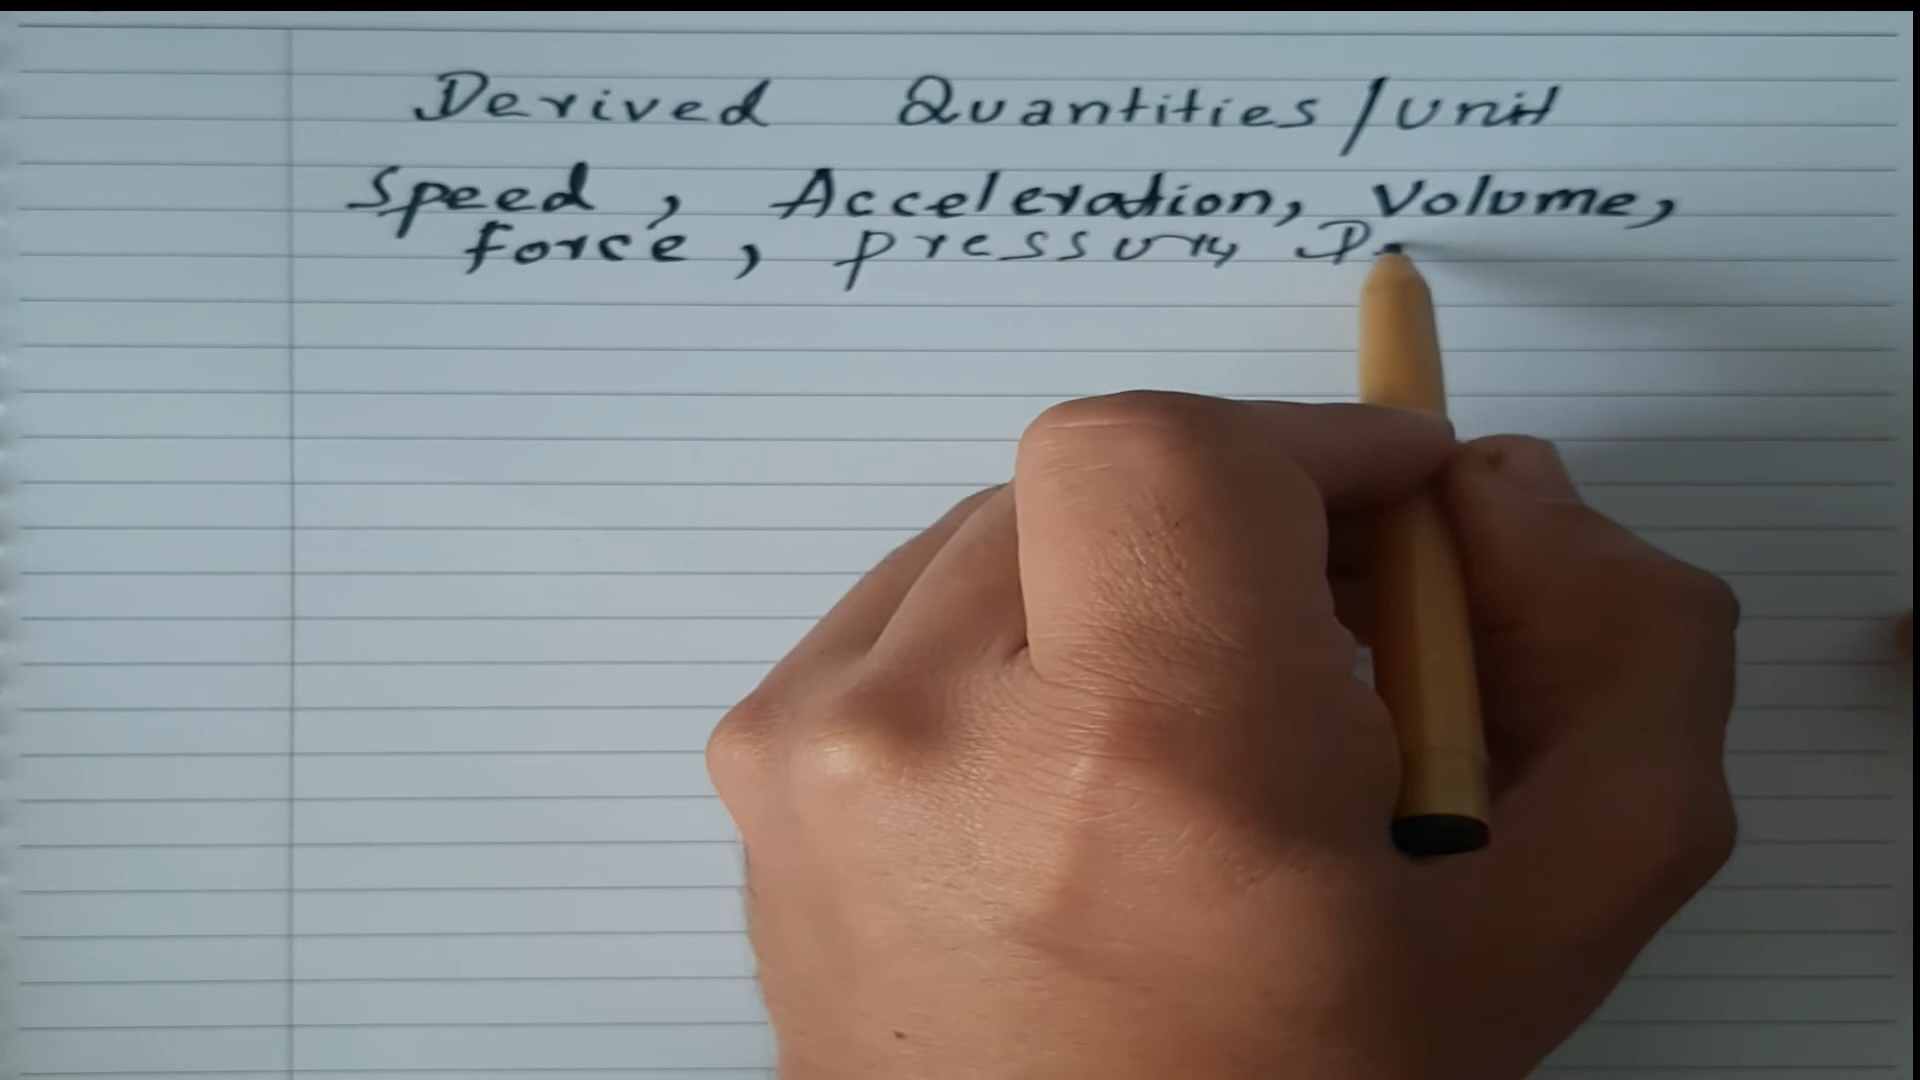 Derived Quantities/Unit
Speed, Acceleration, Volume,
force, pressure,